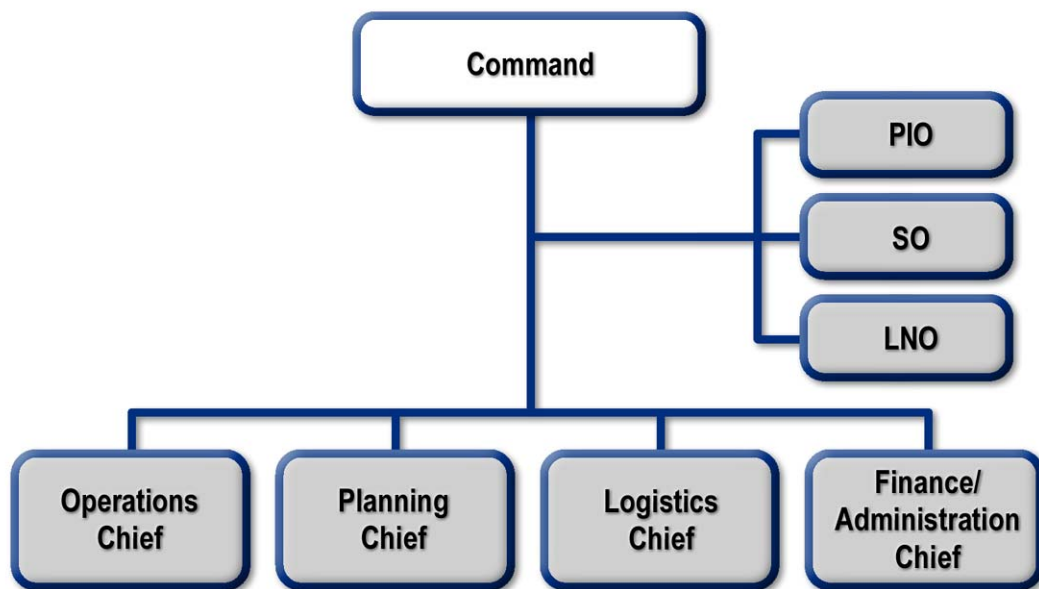 Command
PIO
SO
LNO
Operations
Chief
Planning
Chief
Logistics
Chief
Finance/
Administration
Chief